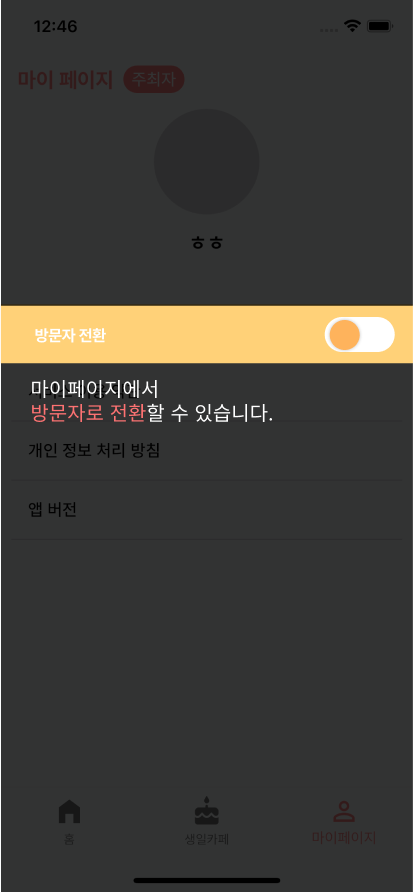 12:46
마이 페이지 주최자
ㅎㅎ
방문자 전환
마이페이지에서
방문자로 전환할 수 있습니다.
개인 정보 처리 방침
앱 버전
홈 생일카페 마이페이지